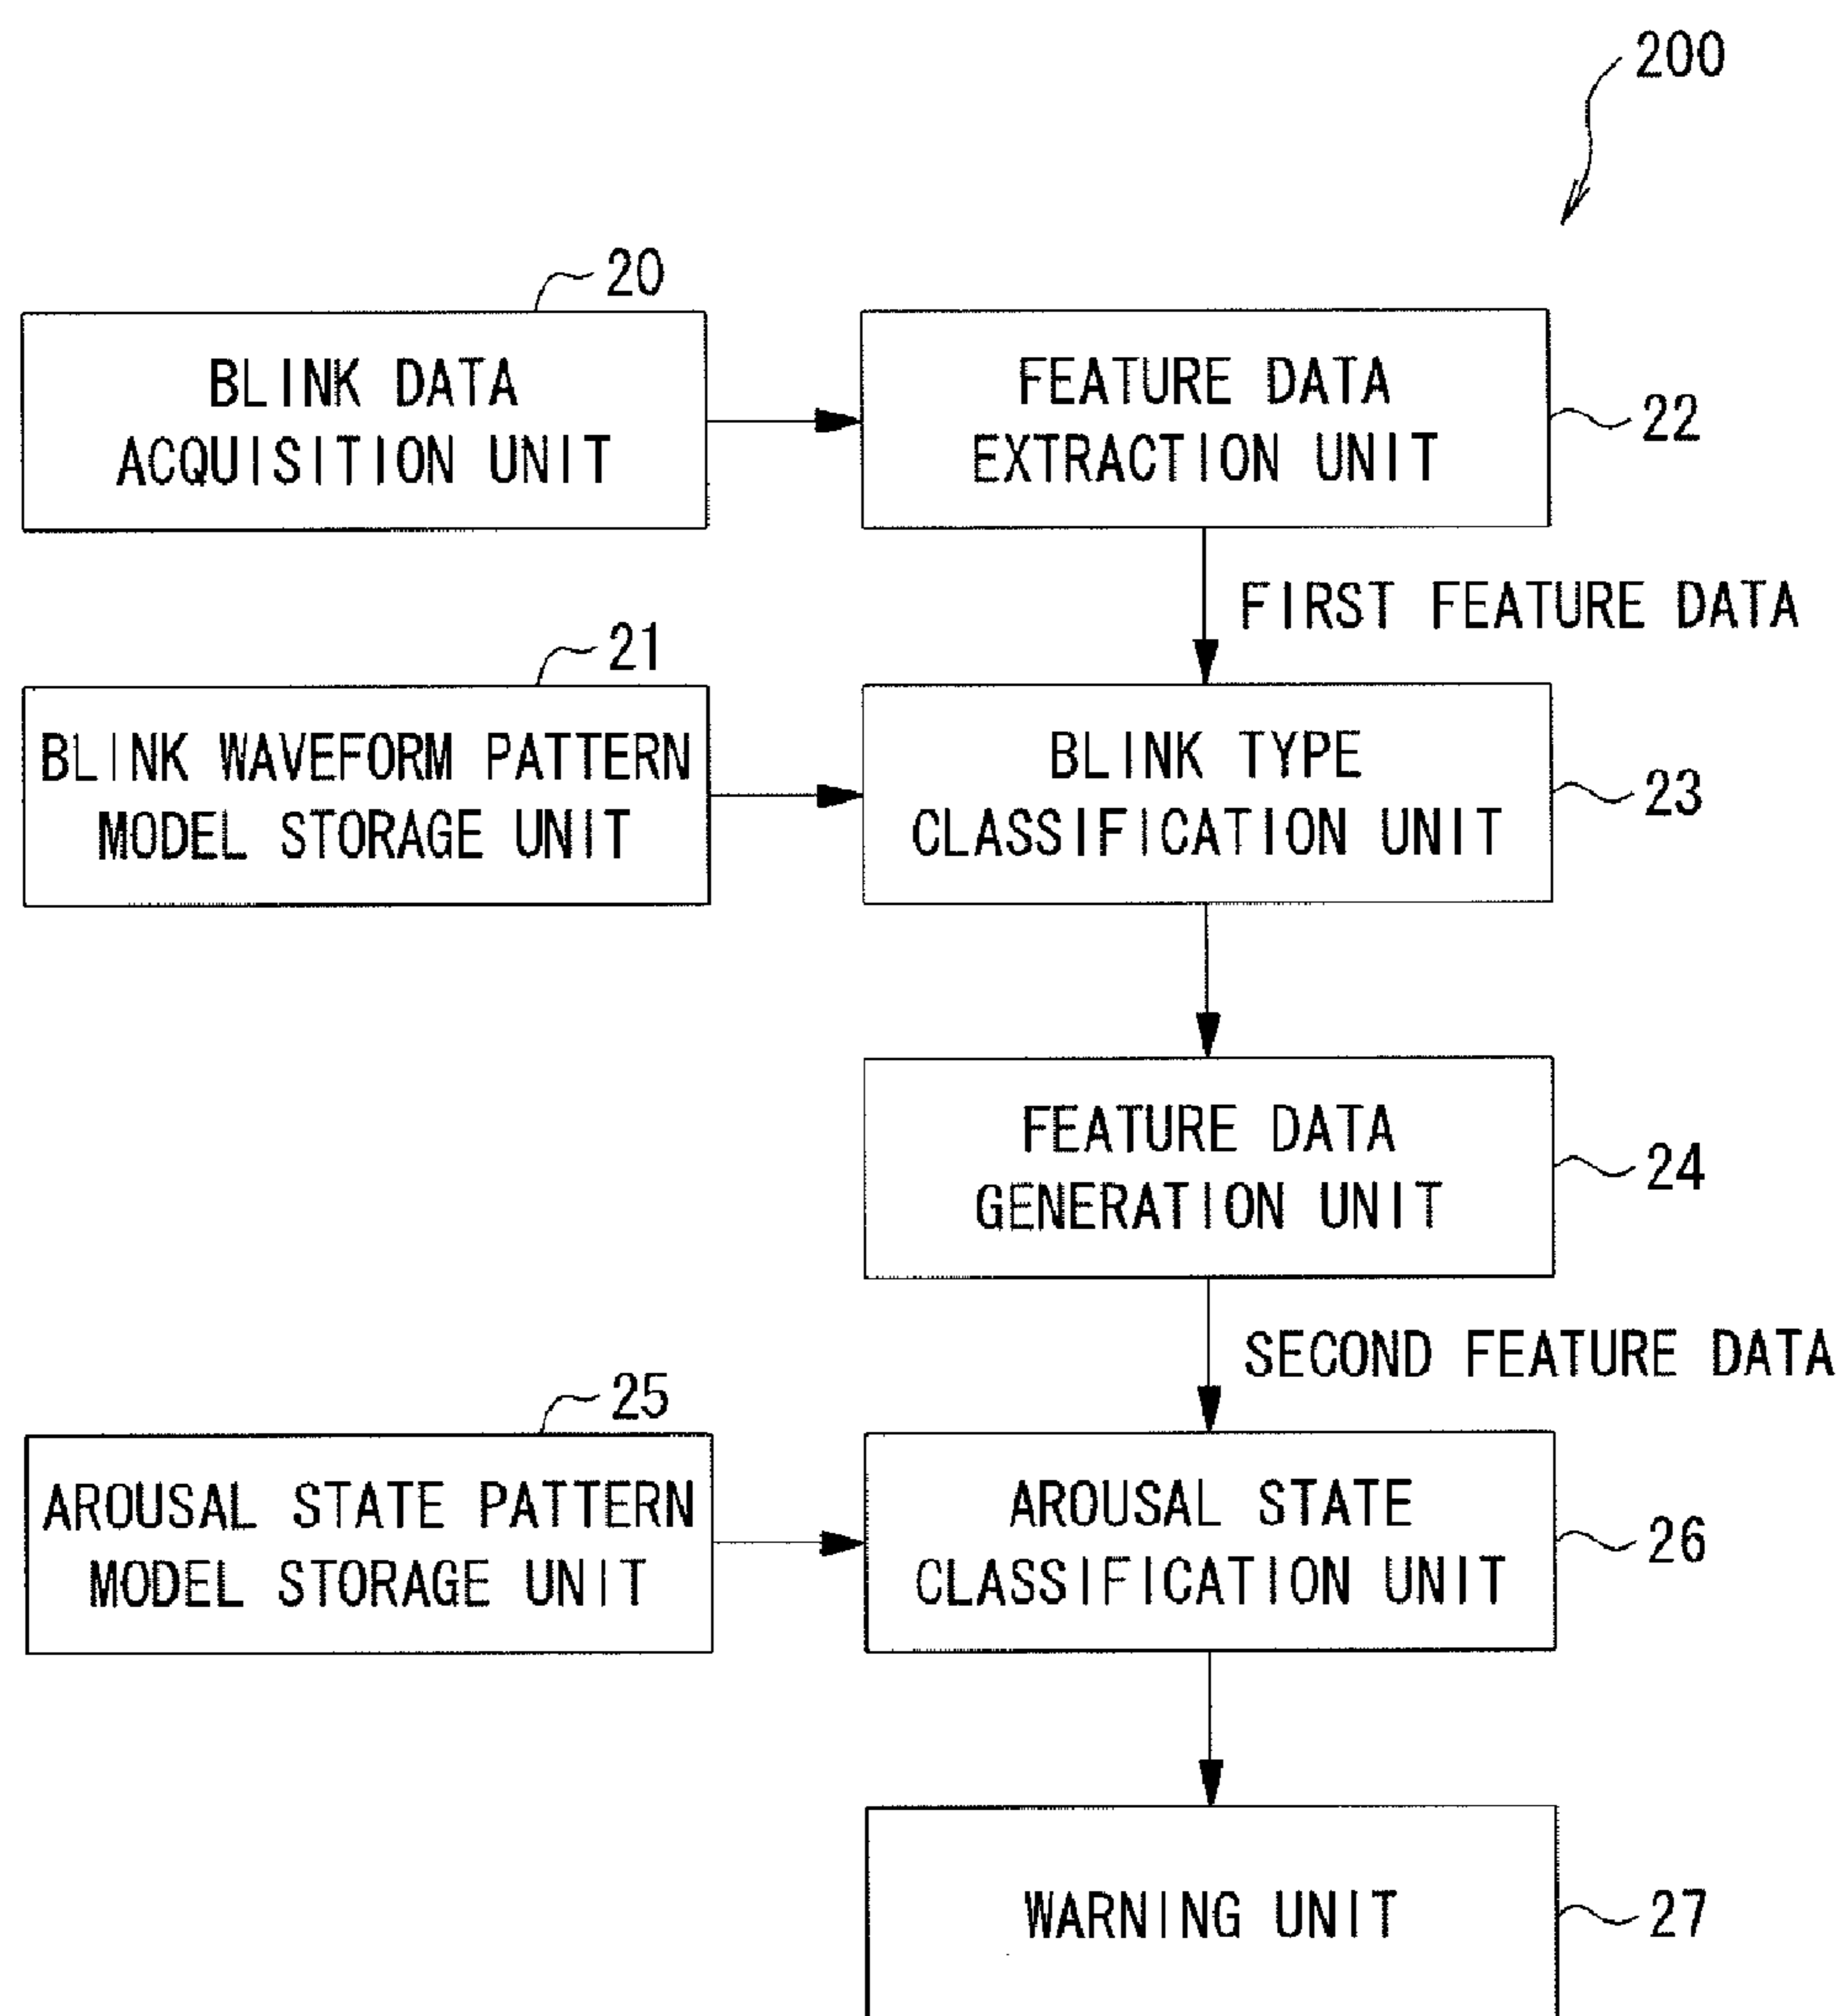 200
20
BLINK DATA
ACQUISITION UNIT
FEATURE DATA
EXTRACTION UNIT
22
FIRST FEATURE DATA
21
BLINK WAVEFORM PATTERN
MODEL STORAGE UNIT
BLINK TYPE
CLASSIFICATION UNIT
23
FEATURE DATA
GENERATION UNIT
24
SECOND FEATURE DATA
25
AROUSAL STATE PATTERN
MODEL STORAGE UNIT
AROUSAL STATE
CLASSIFICATION UNIT
26
WARNING UNIT
27